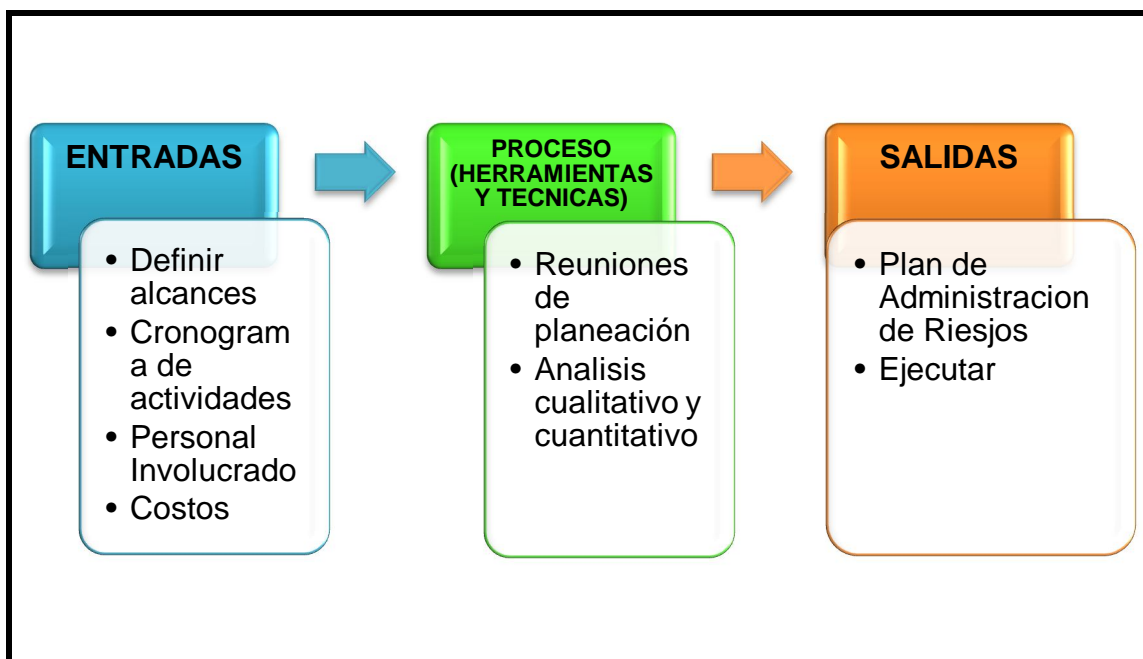 ENTRADAS
• Definir
alcances
• Cronogram
a de
actividades
• Personal
Involucrado
• Costos
PROCESO
(HERRAMIENTAS
Y TECNICAS)
• Reuniones
de
planeación
• Analisis
cualitativo y
cuantitativo
SALIDAS
• Plan de
Administracion
de Riesjos
• Ejecutar